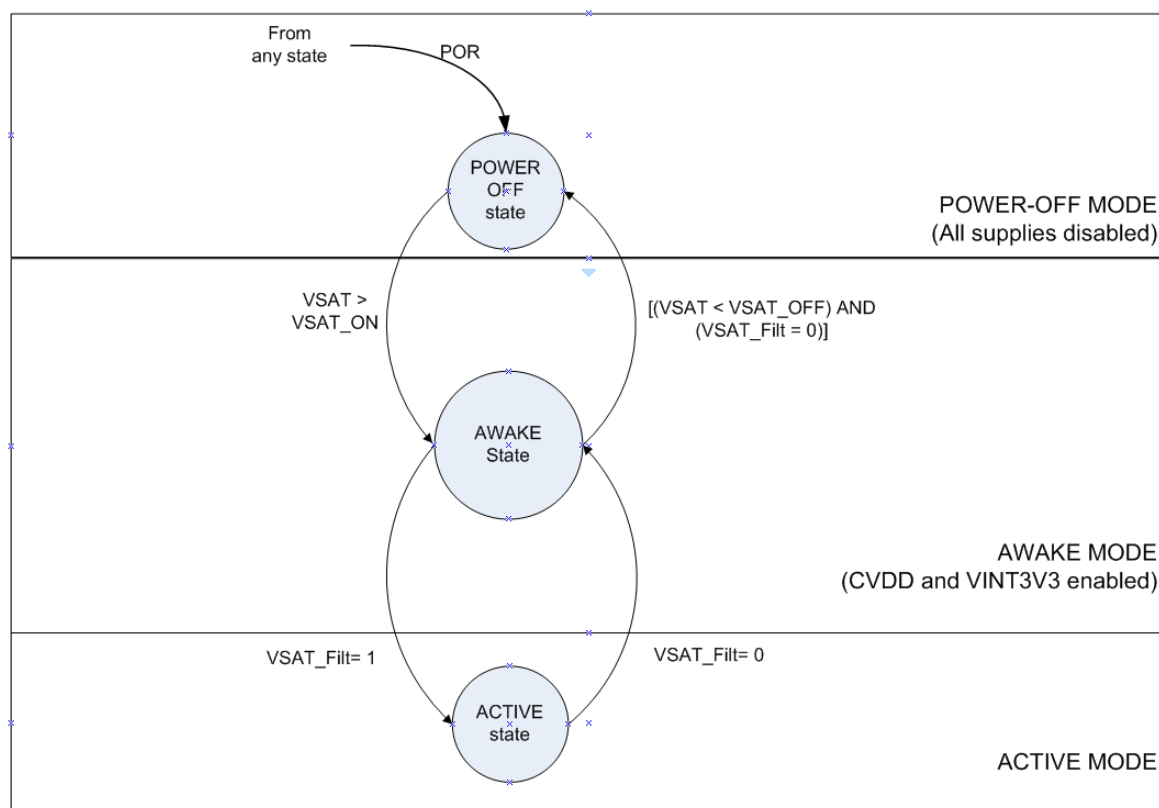 From
any state
POR
POWER
OFF
state
POWER-OFF MODE
(All supplies disabled)
VSAT >
VSAT_ON
[(VSAT < VSAT_OFF) AND
(VSAT_Filt = 0)]
AWAKE
State
AWAKE MODE
(CVDD and VINT3V3 enabled)
VSAT_Filt= 1
VSAT_Filt= 0
ACTIVE
state
ACTIVE MODE